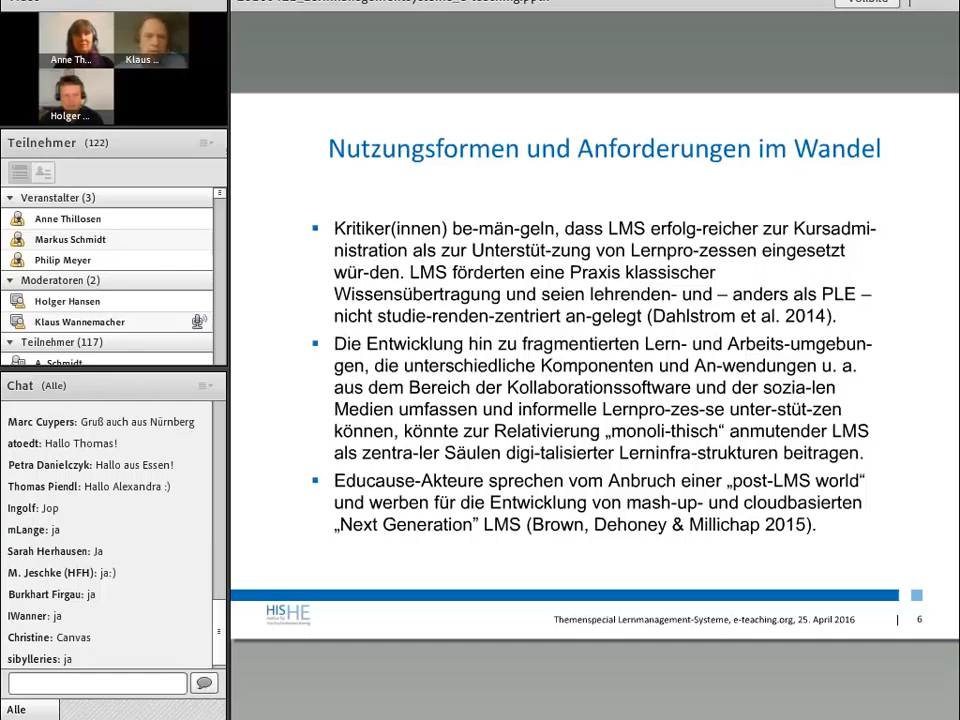 Anne Th...
Klaus ...
Holger ...
Teilnehmer (122)
Veranstalter (3)
Anne Thillosen
Markus Schmidt
Philip Meyer
Moderatoren (2)
Holger Hansen
Klaus Wannemacher
Teilnehmer (117)
A. Schmidt
Chat (Alle)
Marc Cuypers: Gruß auch aus Nürnberg
atoedt: Hallo Thomas!
Petra Danielczyk: Hallo aus Essen!
Thomas Piendl: Hallo Alexandra :)
Ingolf: Jop
mLange: ja
Sarah Herhausen: Ja
M. Jeschke (HFH): ja:)
Burkhart Firgau: ja
IWanner: ja
Christine: Canvas
sibylleries: ja
Alle
Vollbild
Nutzungsformen und Anforderungen im Wandel
Kritiker(innen) be-män-geln, dass LMS erfolg-reicher zur Kursadmi-
nistration als zur Unterstüt-zung von Lernpro-zessen eingesetzt
wür-den. LMS förderten eine Praxis klassischer
Wissensübertragung und seien lehrenden- und – anders als PLE –
nicht studie-renden-zentriert an-gelegt (Dahlstrom et al. 2014).
Die Entwicklung hin zu fragmentierten Lern- und Arbeits-umgebun-
gen, die unterschiedliche Komponenten und An-wendungen u. a.
aus dem Bereich der Kollaborationssoftware und der sozia-len
Medien umfassen und informelle Lernpro-zes-se unter-stüt-zen
können, könnte zur Relativierung „monoli-thisch“ anmutender LMS
als zentra-ler Säulen digi-talisierter Lerninfra-strukturen beitragen.
Educause-Akteure sprechen vom Anbruch einer „post-LMS world“
und werben für die Entwicklung von mash-up- und cloudbasierten
„Next Generation” LMS (Brown, Dehoney & Millichap 2015).
HIS HE
Themenspecial Lernmanagement-Systeme, e-teaching.org, 25. April 2016 | 6